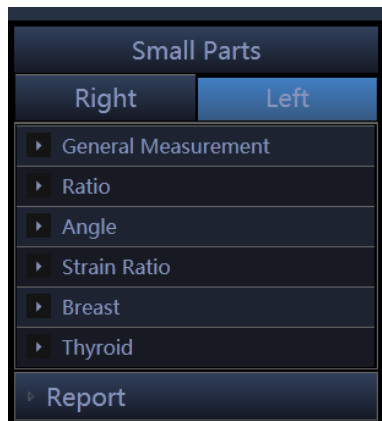 Small Parts
Right Left
General Measurement
Ratio
Angle
Strain Ratio
Breast
Thyroid
Report